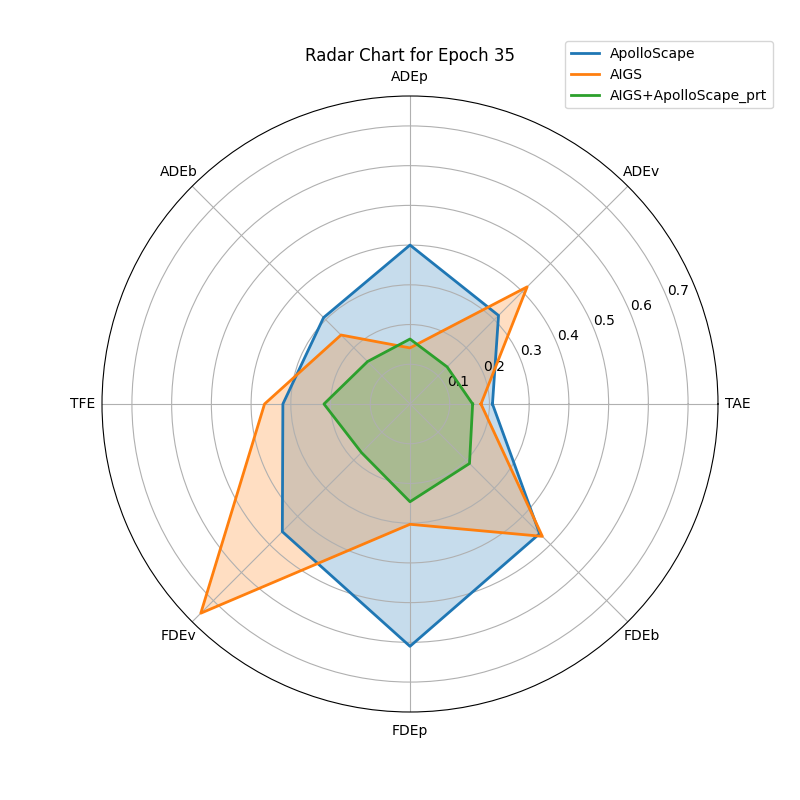 Radar Chart for Epoch 35
ApolloScape
AIGS
AIGS+ApolloScape_prt
ADEp
ADEb
ADEv
0.7
0.6
0.5
0.4
0.3
0.2
0.1
TFE
TAE
FDEv
FDEb
FDEp